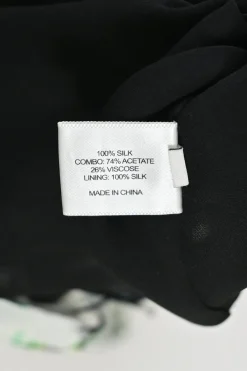 100% SILK
COMBO: 74% ACETATE
26% VISCOSE
LINING: 100% SILK
MADE IN CHINA